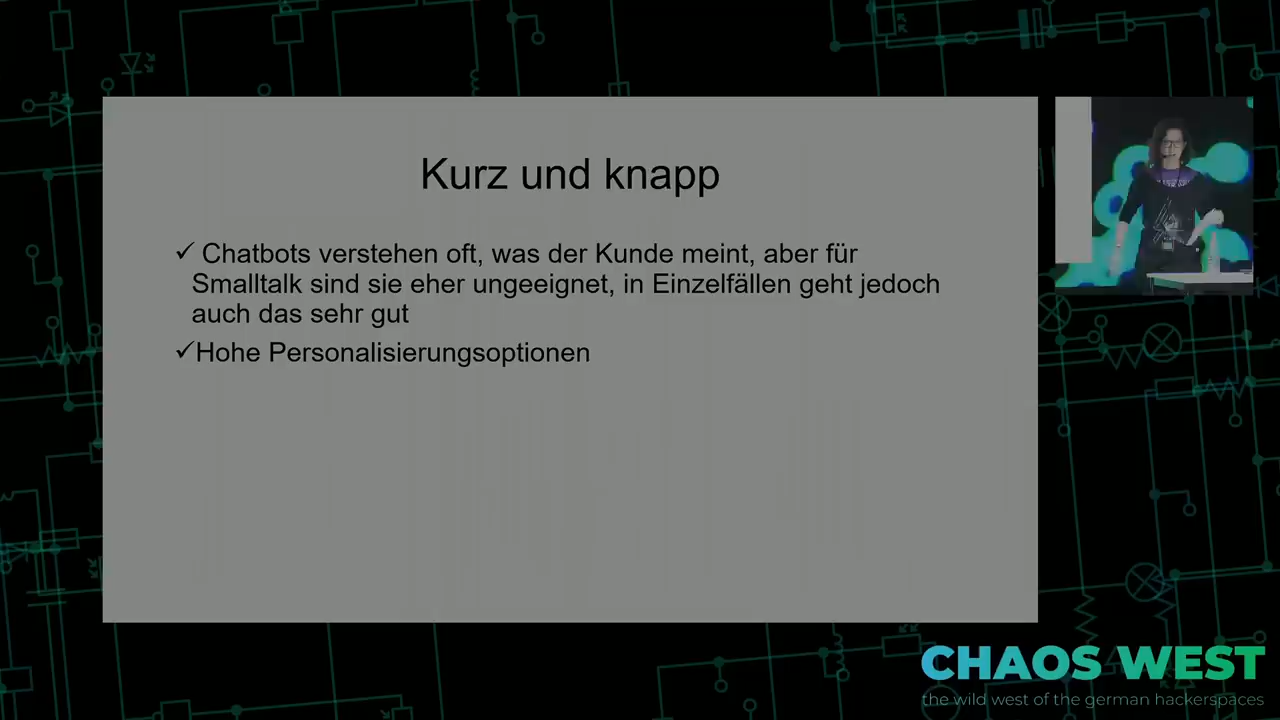 Kurz und knapp
✓ Chatbots verstehen oft, was der Kunde meint, aber für
Smalltalk sind sie eher ungeeignet, in Einzelfällen geht jedoch
auch das sehr gut
✓Hohe Personalisierungsoptionen
CHAOS WEST
the wild west of the german hackerspaces